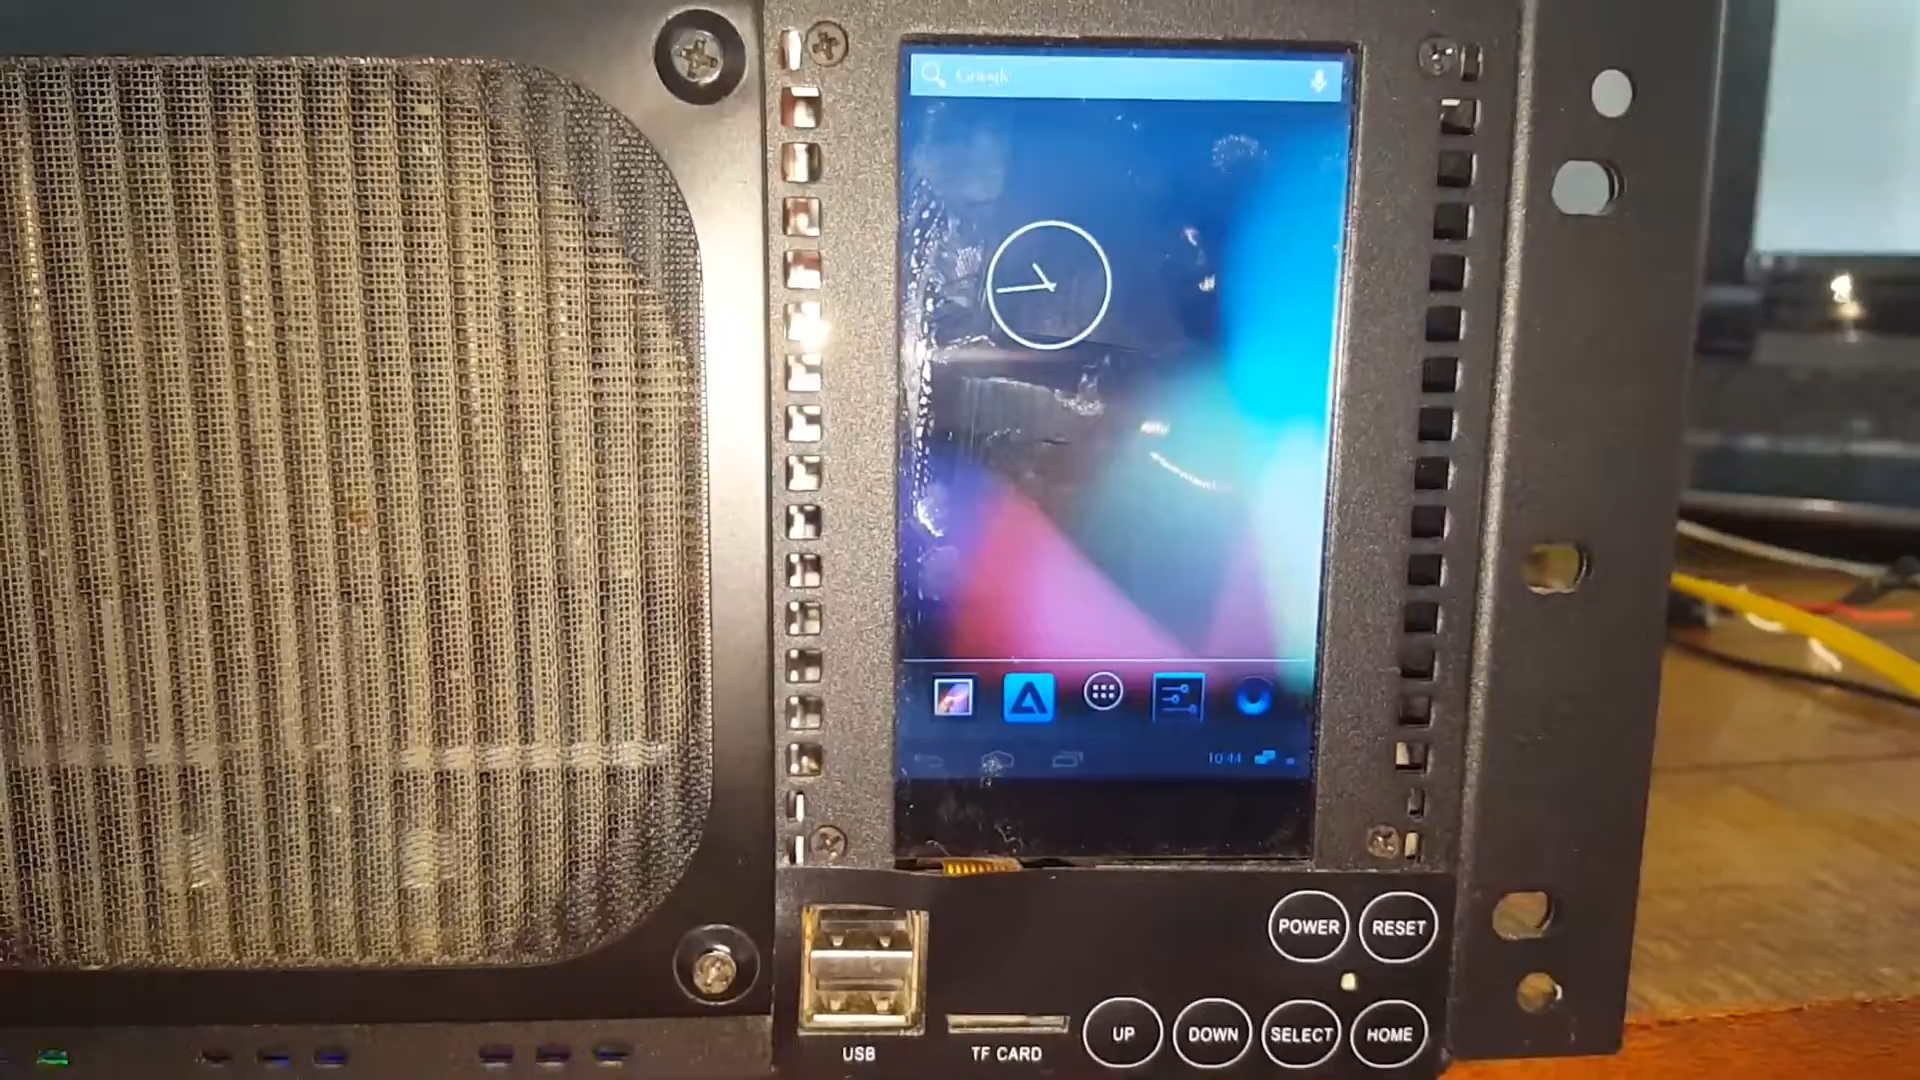 Google
10:44
POWER
RESET
UP
DOWN
SELECT
HOME
USB
TF CARD